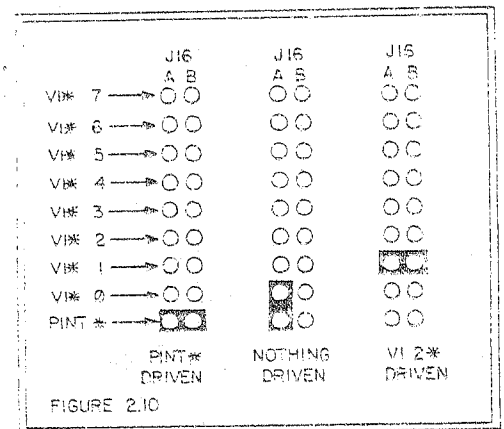 J16 J16 J16
A B A B A B
VI* 7
VI* 6
VI* 5
VI* 4
VI* 3
VI* 2
VI* 1
VI* 0
PINT *
PINT* NOTHING VI 2*
DRIVEN DRIVEN DRIVEN
FIGURE 2.10